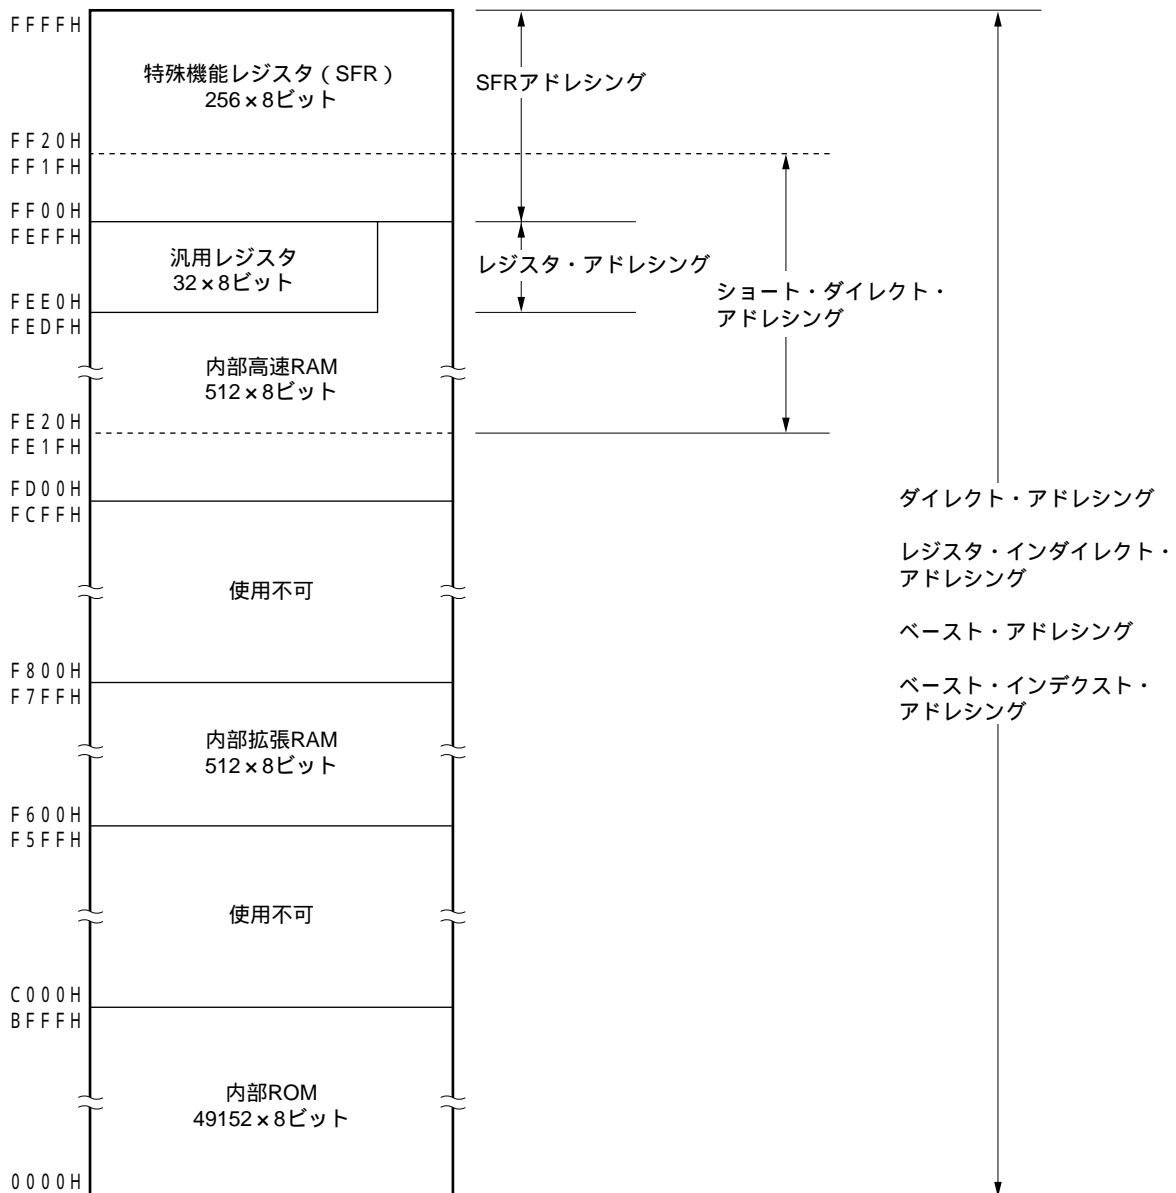 FFFFH
特殊機能レジスタ(SFR)
256×8ビット
SFRアドレシング
FF20H
FF1FH
FF00H
FEFFH
汎用レジスタ
32×8ビット
レジスタ・アドレシング
ショート・ダイレクト・
アドレシング
FEE0H
FEDFH
内部高速RAM
512×8ビット
FE20H
FE1FH
FD00H
FCFFH
ダイレクト・アドレシング
レジスタ・インダイレクト・
アドレシング
ベースト・アドレシング
ベースト・インデクスト・
アドレシング
使用不可
F800H
F7FFH
内部拡張RAM
512×8ビット
F600H
F5FFH
使用不可
C000H
BFFFH
内部ROM
49152×8ビット
0000H